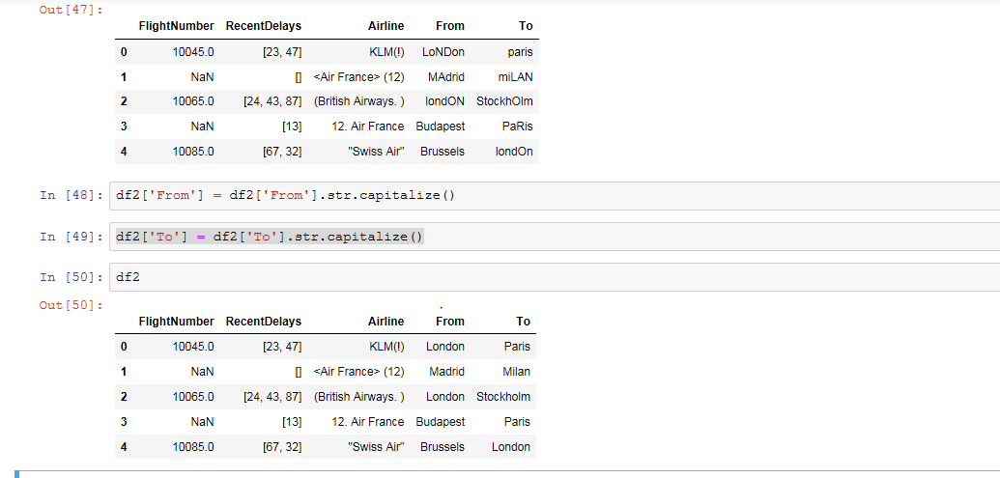 Out[47]:
FlightNumber RecentDelays Airline From To
0 10045.0 [23, 47] KLM(!) LoNDon paris
1 NaN [] <Air France> (12) MAdrid miLAN
2 10065.0 [24, 43, 87] (British Airways. ) londON StockhOlm
3 NaN [13] 12. Air France Budapest PaRis
4 10085.0 [67, 32] "Swiss Air" Brussels londOn
In [48]: df2['From'] = df2['From'].str.capitalize()
In [49]: df2['To'] = df2['To'].str.capitalize()
In [50]: df2
Out[50]:
FlightNumber RecentDelays Airline From To
0 10045.0 [23, 47] KLM(!) London Paris
1 NaN [] <Air France> (12) Madrid Milan
2 10065.0 [24, 43, 87] (British Airways. ) London Stockholm
3 NaN [13] 12. Air France Budapest Paris
4 10085.0 [67, 32] "Swiss Air" Brussels London